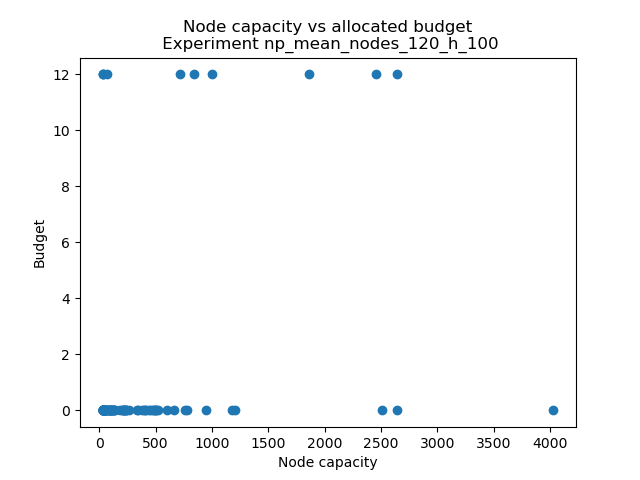 Node capacity vs allocated budget
Experiment np_mean_nodes_120_h_100
12
10
8
6
4
2
0
Budget
0 500 1000 1500 2000 2500 3000 3500 4000
Node capacity